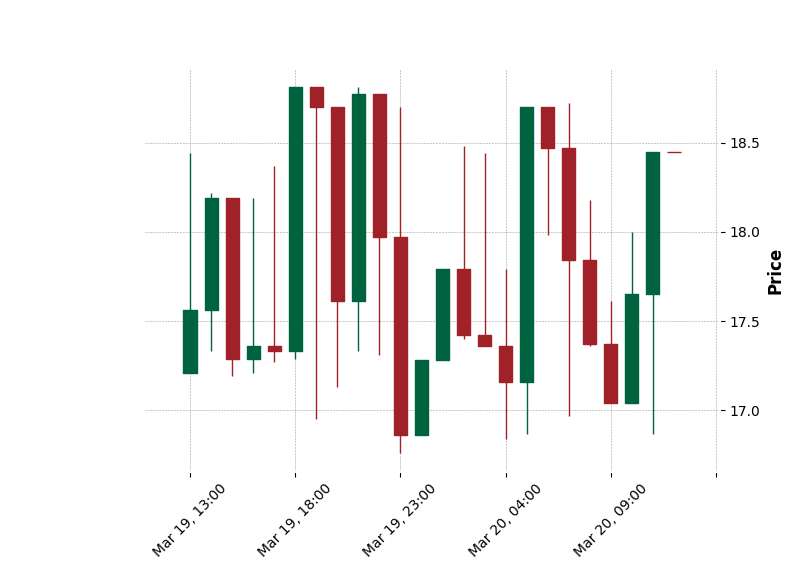 18.5
18.0
17.5
17.0
Price
Mar 19, 13:00
Mar 19, 18:00
Mar 19, 23:00
Mar 20, 04:00
Mar 20, 09:00